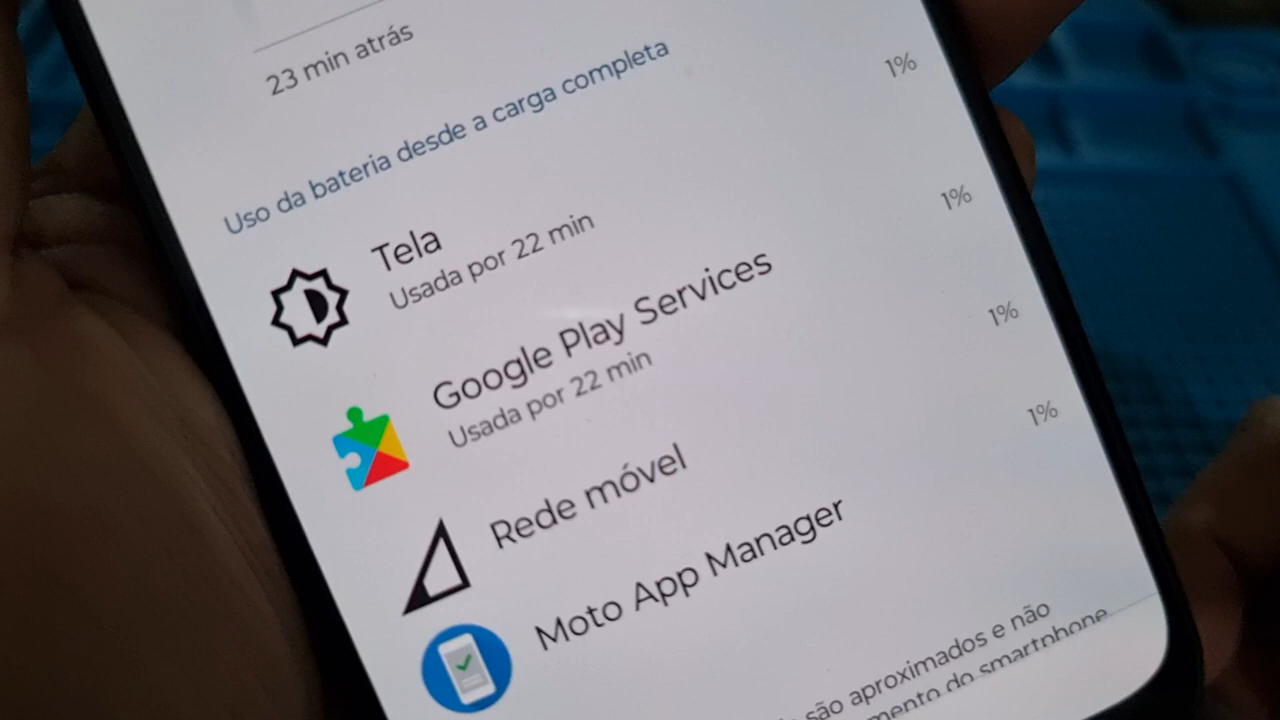 23 min atrás
Uso da bateria desde a carga completa
Tela
1%
Usada por 22 min
Google Play Services
1%
Usada por 22 min
Rede móvel
1%
Moto App Manager
1%
são aproximados e não
mento do smartphone